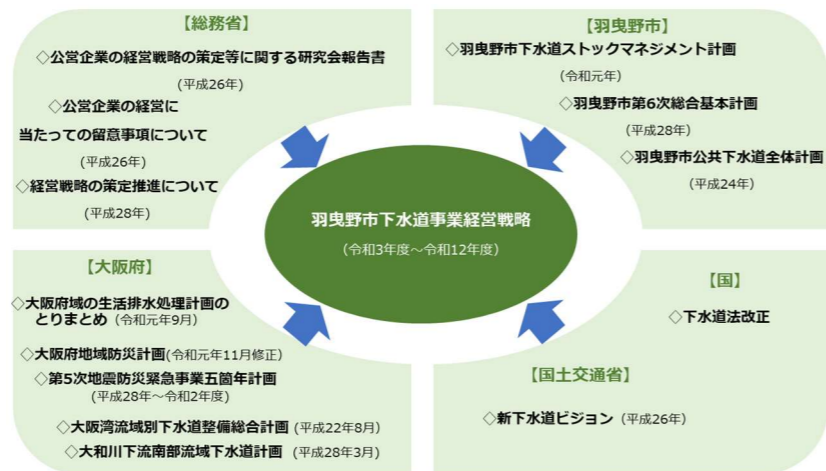 【総務省】
◇公営企業の経営戦略の策定等に関する研究会報告書
(平成26年)
◇公営企業の経営に
当たっての留意事項について
(平成26年)
◇経営戦略の策定推進について
(平成28年)
【羽曳野市】
◇羽曳野市下水道ストックマネジメント計画
(令和元年)
◇羽曳野市第6次総合基本計画
(平成28年)
◇羽曳野市公共下水道全体計画
(平成24年)
羽曳野市下水道事業経営戦略
(令和3年度～令和12年度)
【大阪府】
◇大阪府域の生活排水処理計画の
とりまとめ (令和元年9月)
◇大阪府地域防災計画(令和元年11月修正)
◇第5次地震防災緊急事業五箇年計画
(平成28年～令和2年度)
◇大阪湾流域別下水道整備総合計画 (平成22年8月)
◇大和川下流南部流域下水道計画 (平成28年3月)
【国】
◇下水道法改正
【国土交通省】
◇新下水道ビジョン (平成26年)